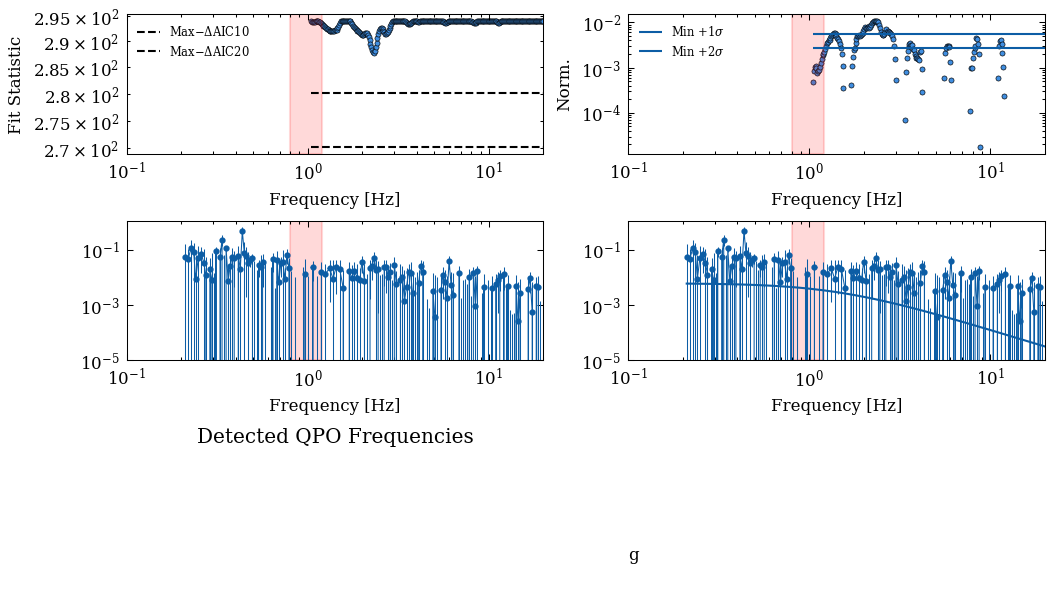 Fit Statistic
2.95 × 10²
2.9 × 10²
2.85 × 10²
2.8 × 10²
2.75 × 10²
2.7 × 10²
Max−ΔAIC10
Max−ΔAIC20
10⁻¹ 10⁰ 10¹
Frequency [Hz]
Norm.
10⁻²
10⁻³
10⁻⁴
Min +1σ
Min +2σ
10⁻¹ 10⁰ 10¹
Frequency [Hz]
10⁻¹
10⁻³
10⁻⁵
10⁻¹ 10⁰ 10¹
Frequency [Hz]
10⁻¹
10⁻³
10⁻⁵
10⁻¹ 10⁰ 10¹
Frequency [Hz]
Detected QPO Frequencies
g